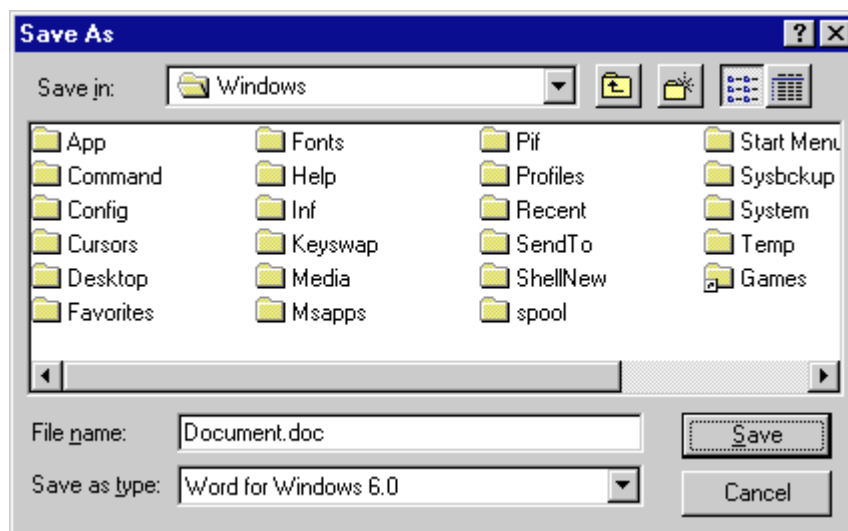 Save As
Save in: Windows
App Fonts Pif Start Menu
Command Help Profiles Sysbckup
Config Inf Recent System
Cursors Keyswap SendTo Temp
Desktop Media ShellNew Games
Favorites Msapps spool
File name: Document.doc Save
Save as type: Word for Windows 6.0 Cancel